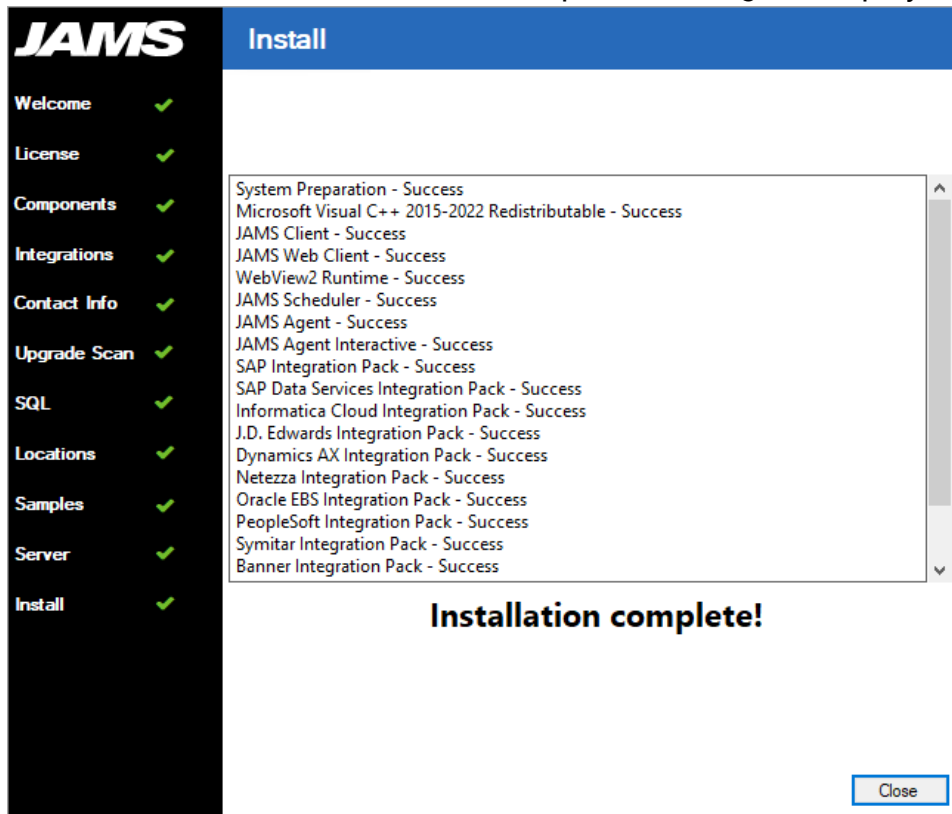 JAMS
Install
Welcome
License
Components
Integrations
Contact Info
Upgrade Scan
SQL
Locations
Samples
Server
Install
System Preparation - Success
Microsoft Visual C++ 2015-2022 Redistributable - Success
JAMS Client - Success
JAMS Web Client - Success
WebView2 Runtime - Success
JAMS Scheduler - Success
JAMS Agent - Success
JAMS Agent Interactive - Success
SAP Integration Pack - Success
SAP Data Services Integration Pack - Success
Informatica Cloud Integration Pack - Success
J.D. Edwards Integration Pack - Success
Dynamics AX Integration Pack - Success
Netezza Integration Pack - Success
Oracle EBS Integration Pack - Success
PeopleSoft Integration Pack - Success
Symitar Integration Pack - Success
Banner Integration Pack - Success
Installation complete!
Close